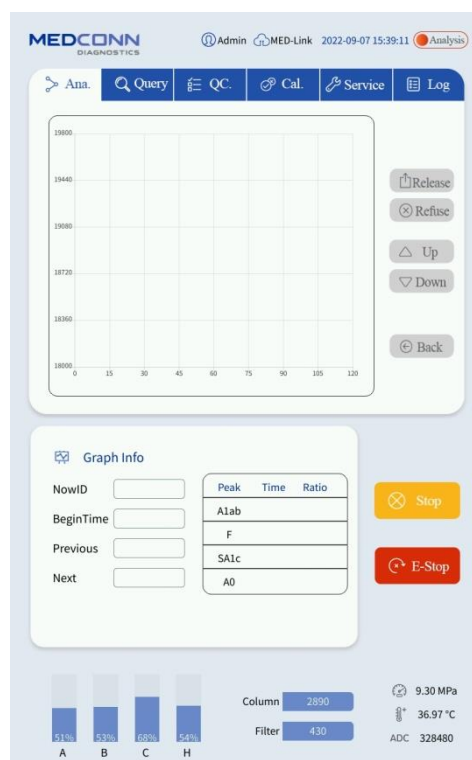 MEDCONN
DIAGNOSTICS
Admin MED-Link 2022-09-07 15:39:11 Analysis
Ana. Query QC. Cal. Service Log
19800
19440
19080
18720
18360
18000
0 15 30 45 60 75 90 105 120
Release
Refuse
Up
Down
Back
Graph Info
NowID
BeginTime
Previous
Next
Peak Time Ratio
A1ab
F
SA1c
A0
Stop
E-Stop
51% 53% 68% 54%
A B C H
Column 2890
Filter 430
9.30 MPa
36.97 °C
ADC 328480